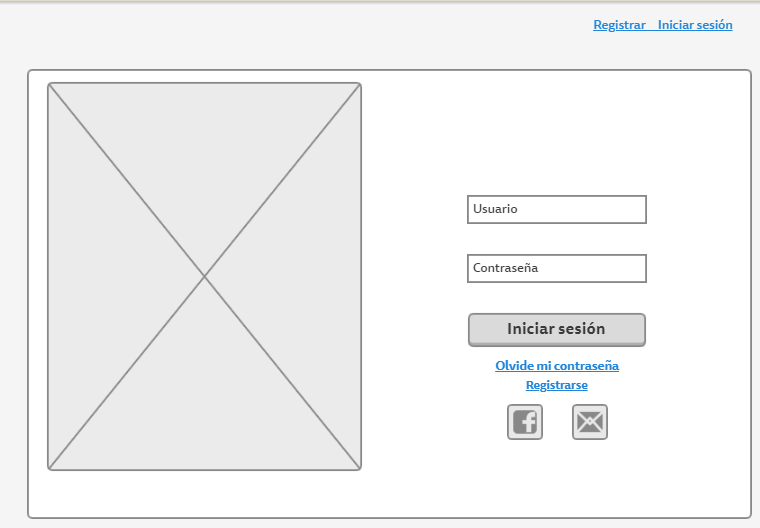 Registrar Iniciar sesión
Usuario
Contraseña
Iniciar sesión
Olvide mi contraseña
Registrarse